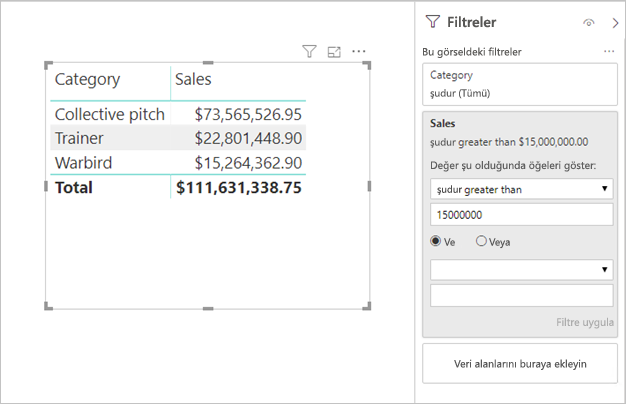 Category Sales
Collective pitch $73,565,526.95
Trainer $22,801,448.90
Warbird $15,264,362.90
Total $111,631,338.75
Filtreler
Bu görseldeki filtreler
Category
şudur (Tümü)
Sales
şudur greater than $15,000,000.00
Değer şu olduğunda öğeleri göster:
şudur greater than
15000000
Ve Veya
Filtre uygula
Veri alanlarını buraya ekleyin